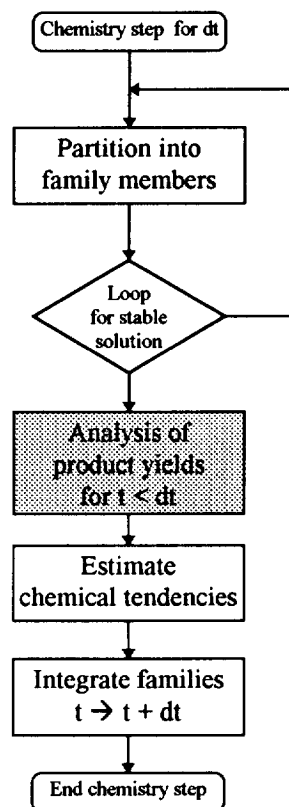 Chemistry step for dt
Partition into
family members
Loop
for stable
solution
Analysis of
product yields
for t < dt
Estimate
chemical tendencies
Integrate families
t → t + dt
End chemistry step